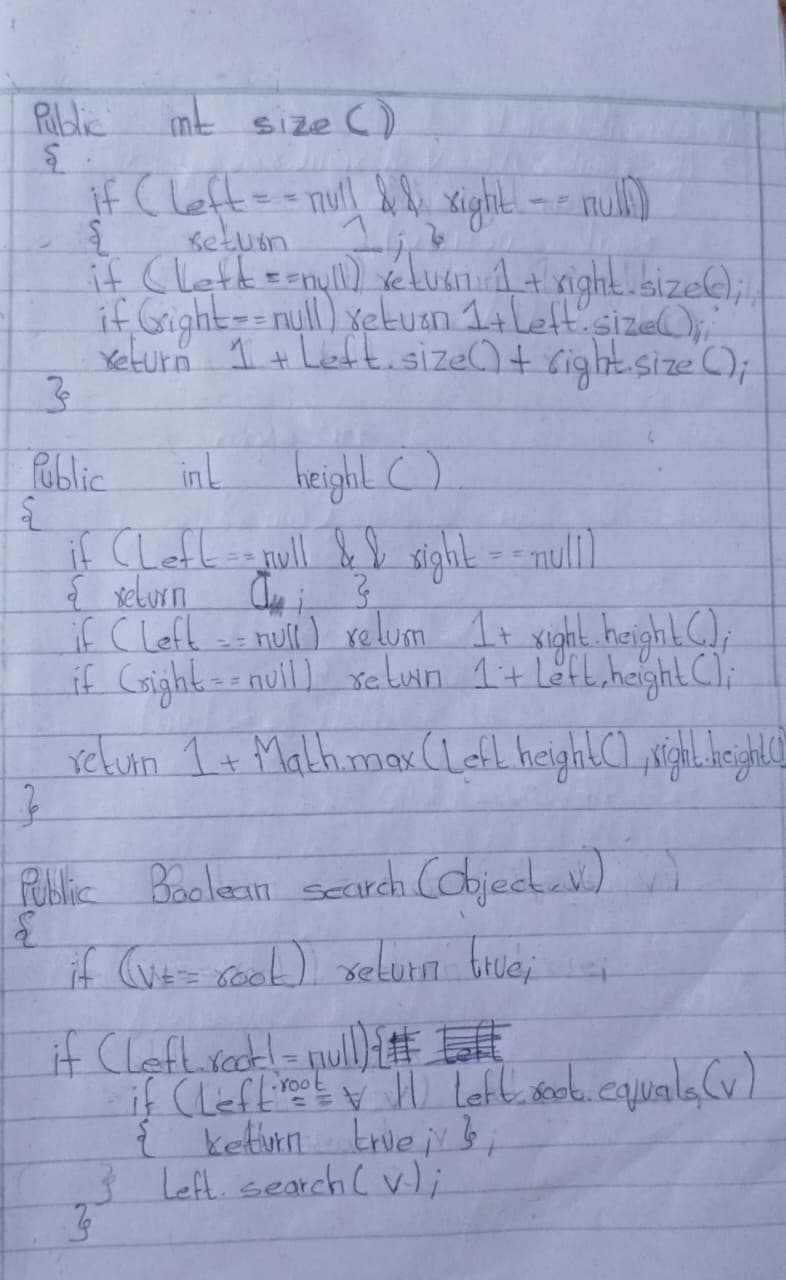 Public int size()
{
if (left == null && right == null))
{ return 1; }
if (left == null) return 1 + right.size();
if (right == null) return 1 + left.size();
return 1 + left.size() + right.size();
}
Public int height()
{
if (left == null && right == null)
{ return ; }
if (left == null) return 1 + right.height();
if (right == null) return 1 + left.height();
return 1 + Math.max(left.height(), right.height()
}
Public Boolean search(Object v)
{
if (v == root) return true;
if (left.root != null){
if (left.root == v || left.root.equals(v)
{ return true; };
} left.search(v);
}